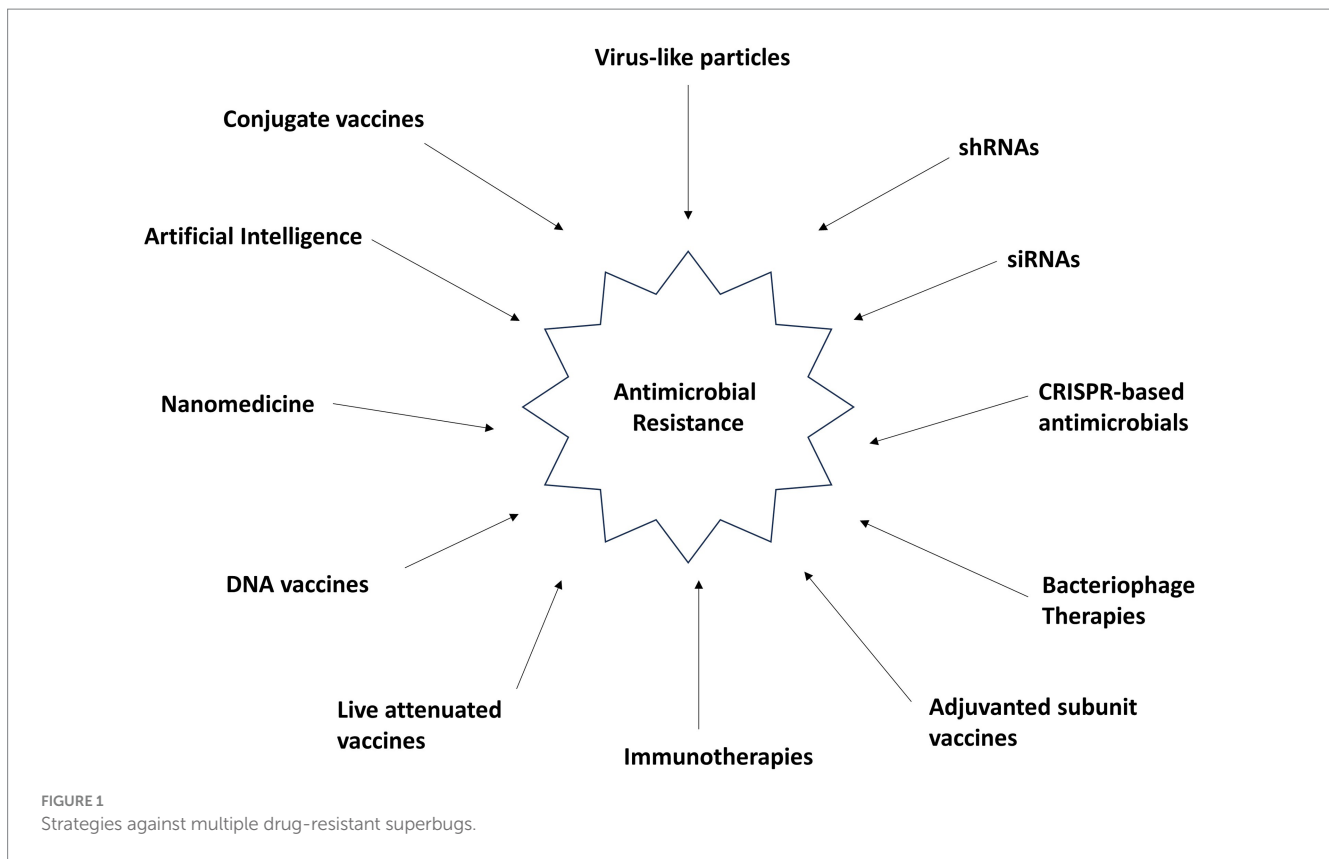 Virus-like particles
Conjugate vaccines
shRNAs
Artificial Intelligence
siRNAs
Antimicrobial
Resistance
Nanomedicine
CRISPR-based
antimicrobials
DNA vaccines
Bacteriophage
Therapies
Live attenuated
vaccines
Adjuvanted subunit
vaccines
Immunotherapies
FIGURE 1
Strategies against multiple drug-resistant superbugs.